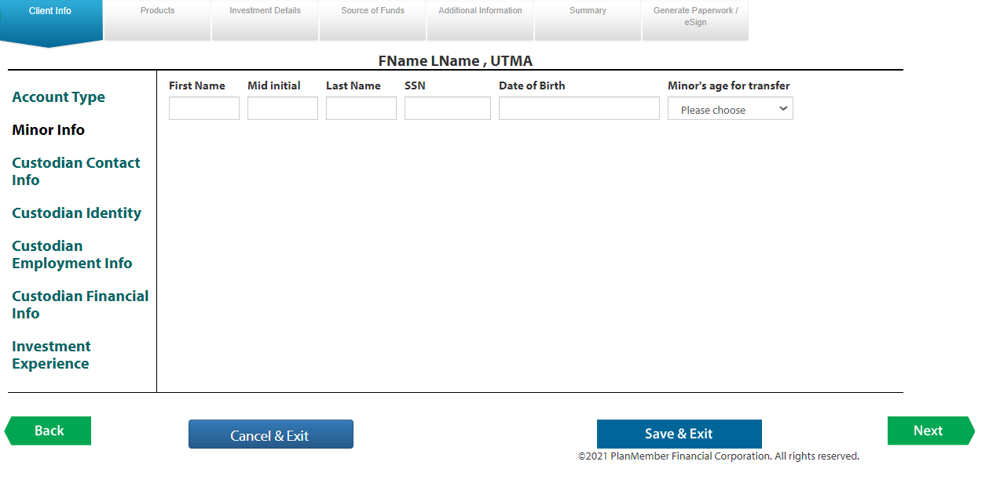 Client Info
Products
Investment Details
Source of Funds
Additional Information
Summary
Generate Paperwork /
eSign
FName LName , UTMA
Account Type
Minor Info
Custodian Contact
Info
Custodian Identity
Custodian
Employment Info
Custodian Financial
Info
Investment
Experience
First Name
Mid initial
Last Name
SSN
Date of Birth
Minor's age for transfer
Please choose
Back
Cancel & Exit
Save & Exit
Next
©2021 PlanMember Financial Corporation. All rights reserved.